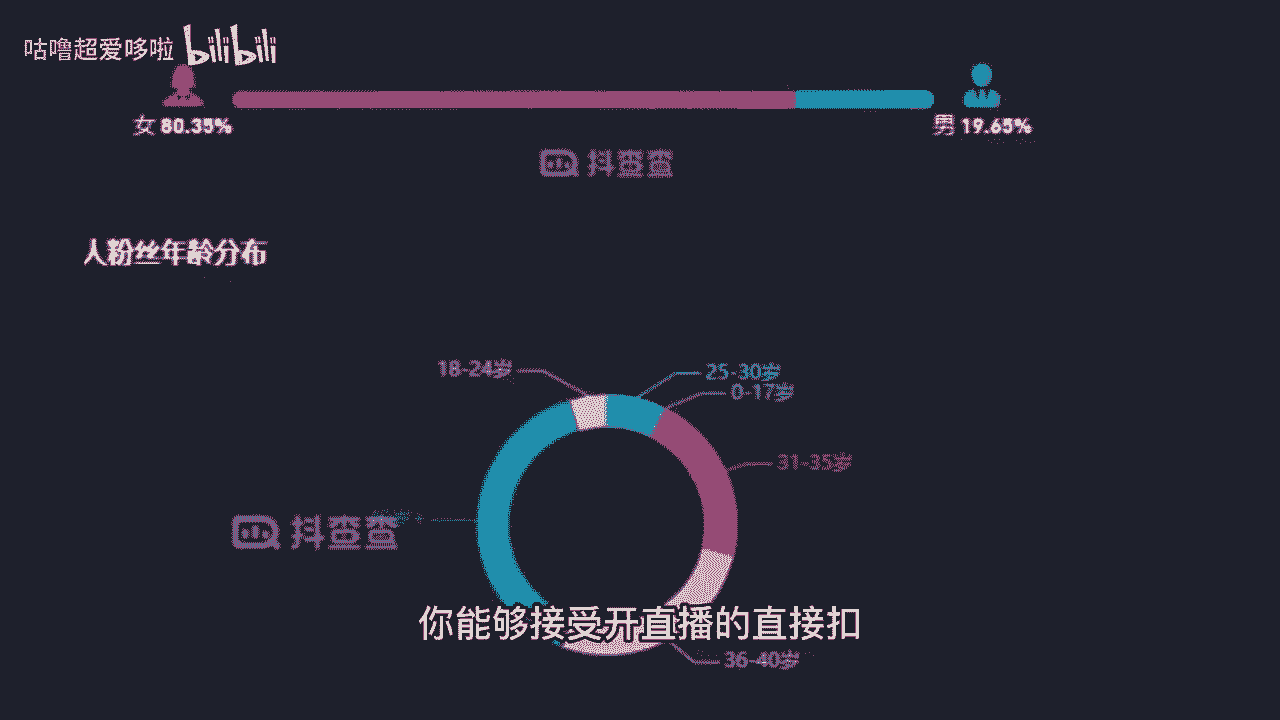 咕噜超爱哆啦 bilibili
女 80.35%
男 19.65%
抖查查
人粉丝年龄分布
18-24岁
25-30岁
0-17岁
31-35岁
抖查查
你能够接受开直播的直接扣
36-40岁